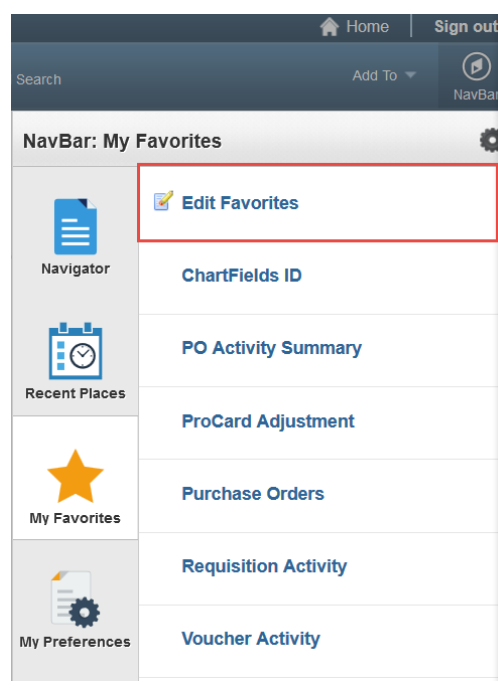 Home Sign out
Search Add To
NavBar
NavBar: My Favorites
Edit Favorites
Navigator
ChartFields ID
PO Activity Summary
Recent Places
ProCard Adjustment
My Favorites
Purchase Orders
Requisition Activity
My Preferences
Voucher Activity